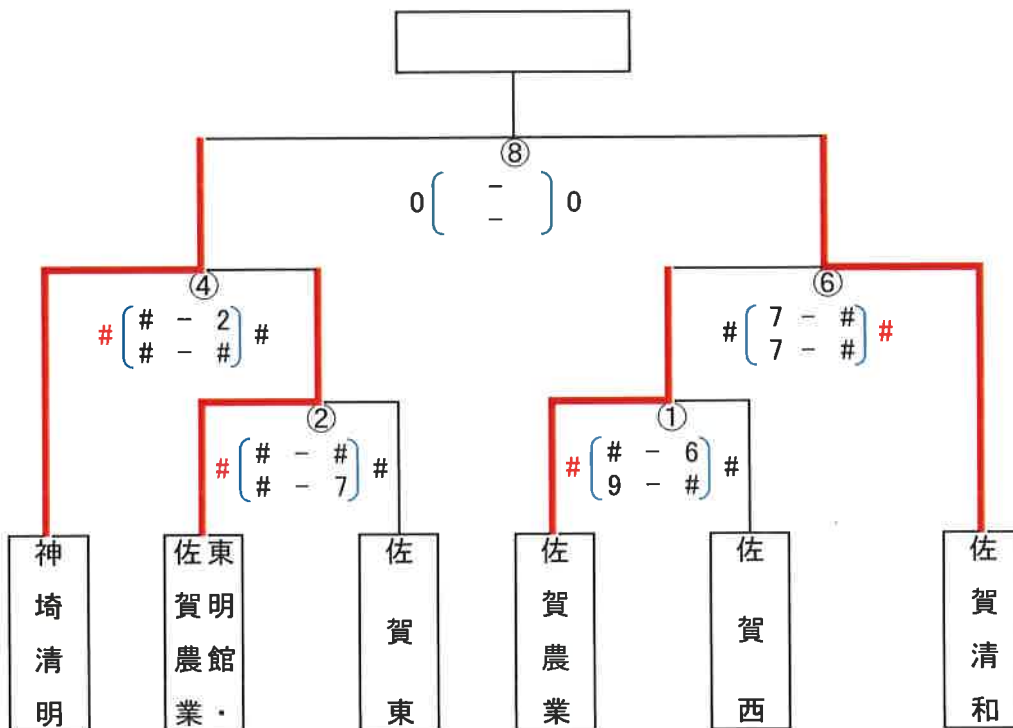 ⑧
0 ( - ) 0
-
④
# ( # - 2 ) #
# - #
⑥
# ( 7 - # ) #
7 - #
②
# ( # - # ) #
# - 7
①
# ( # - 6 ) #
9 - #
神埼清明
東明館・
佐賀農業
佐賀東
佐賀農業
佐賀西
佐賀清和